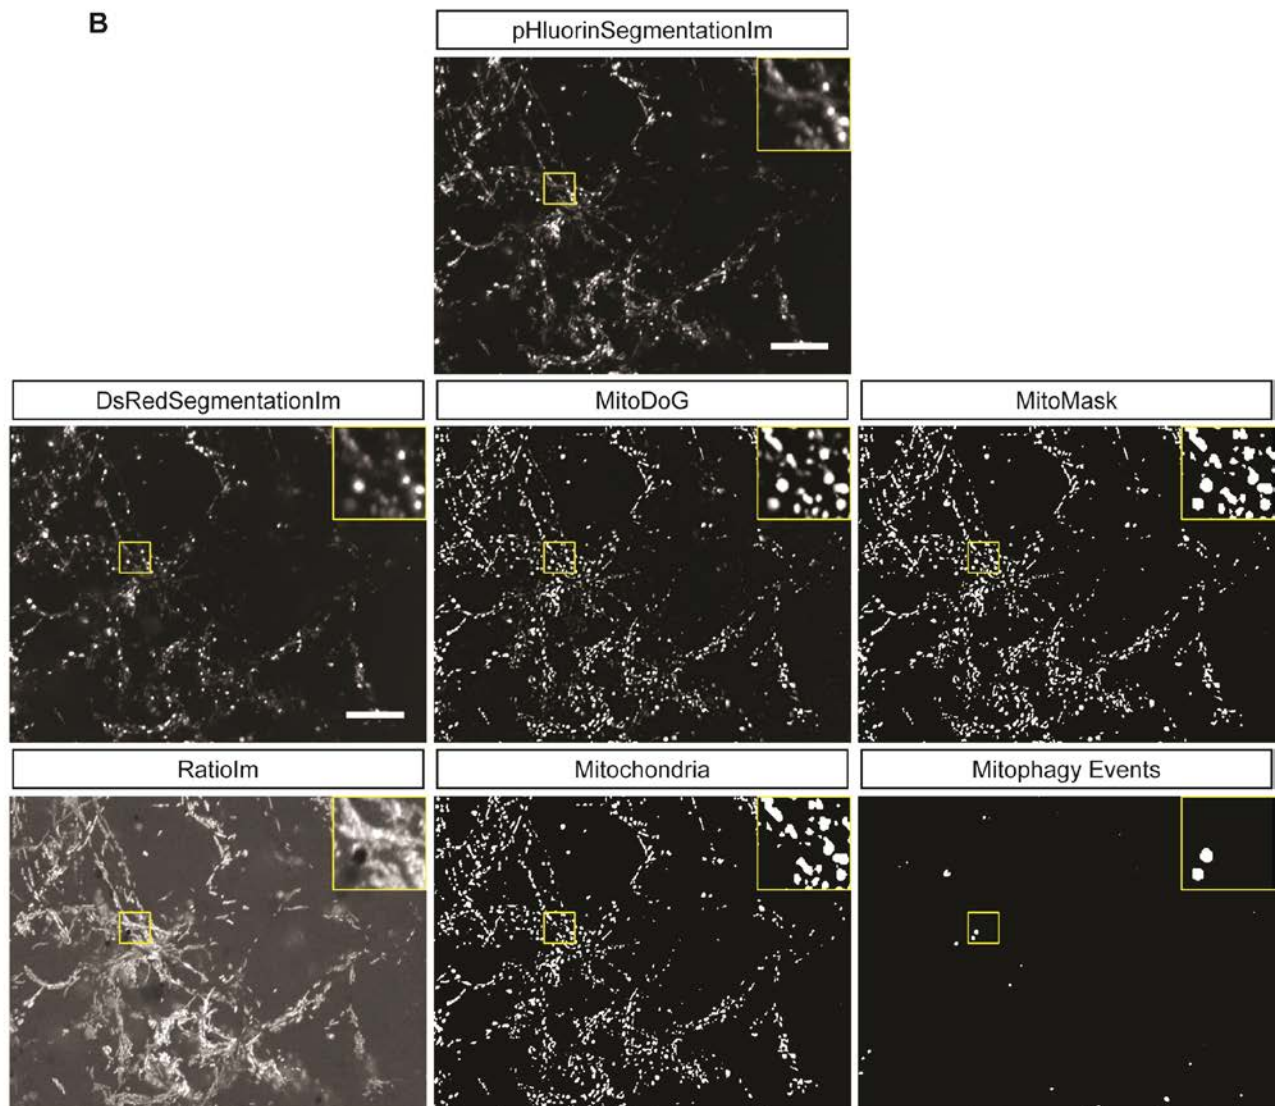 B
pHluorinSegmentationIm
DsRedSegmentationIm
MitoDoG
MitoMask
RatioIm
Mitochondria
Mitophagy Events